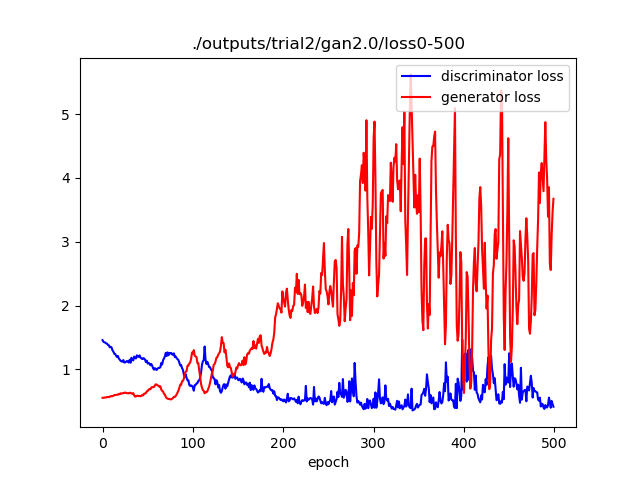 ./outputs/trial2/gan2.0/loss0-500
discriminator loss
generator loss
5
4
3
2
1
0 100 200 300 400 500
epoch